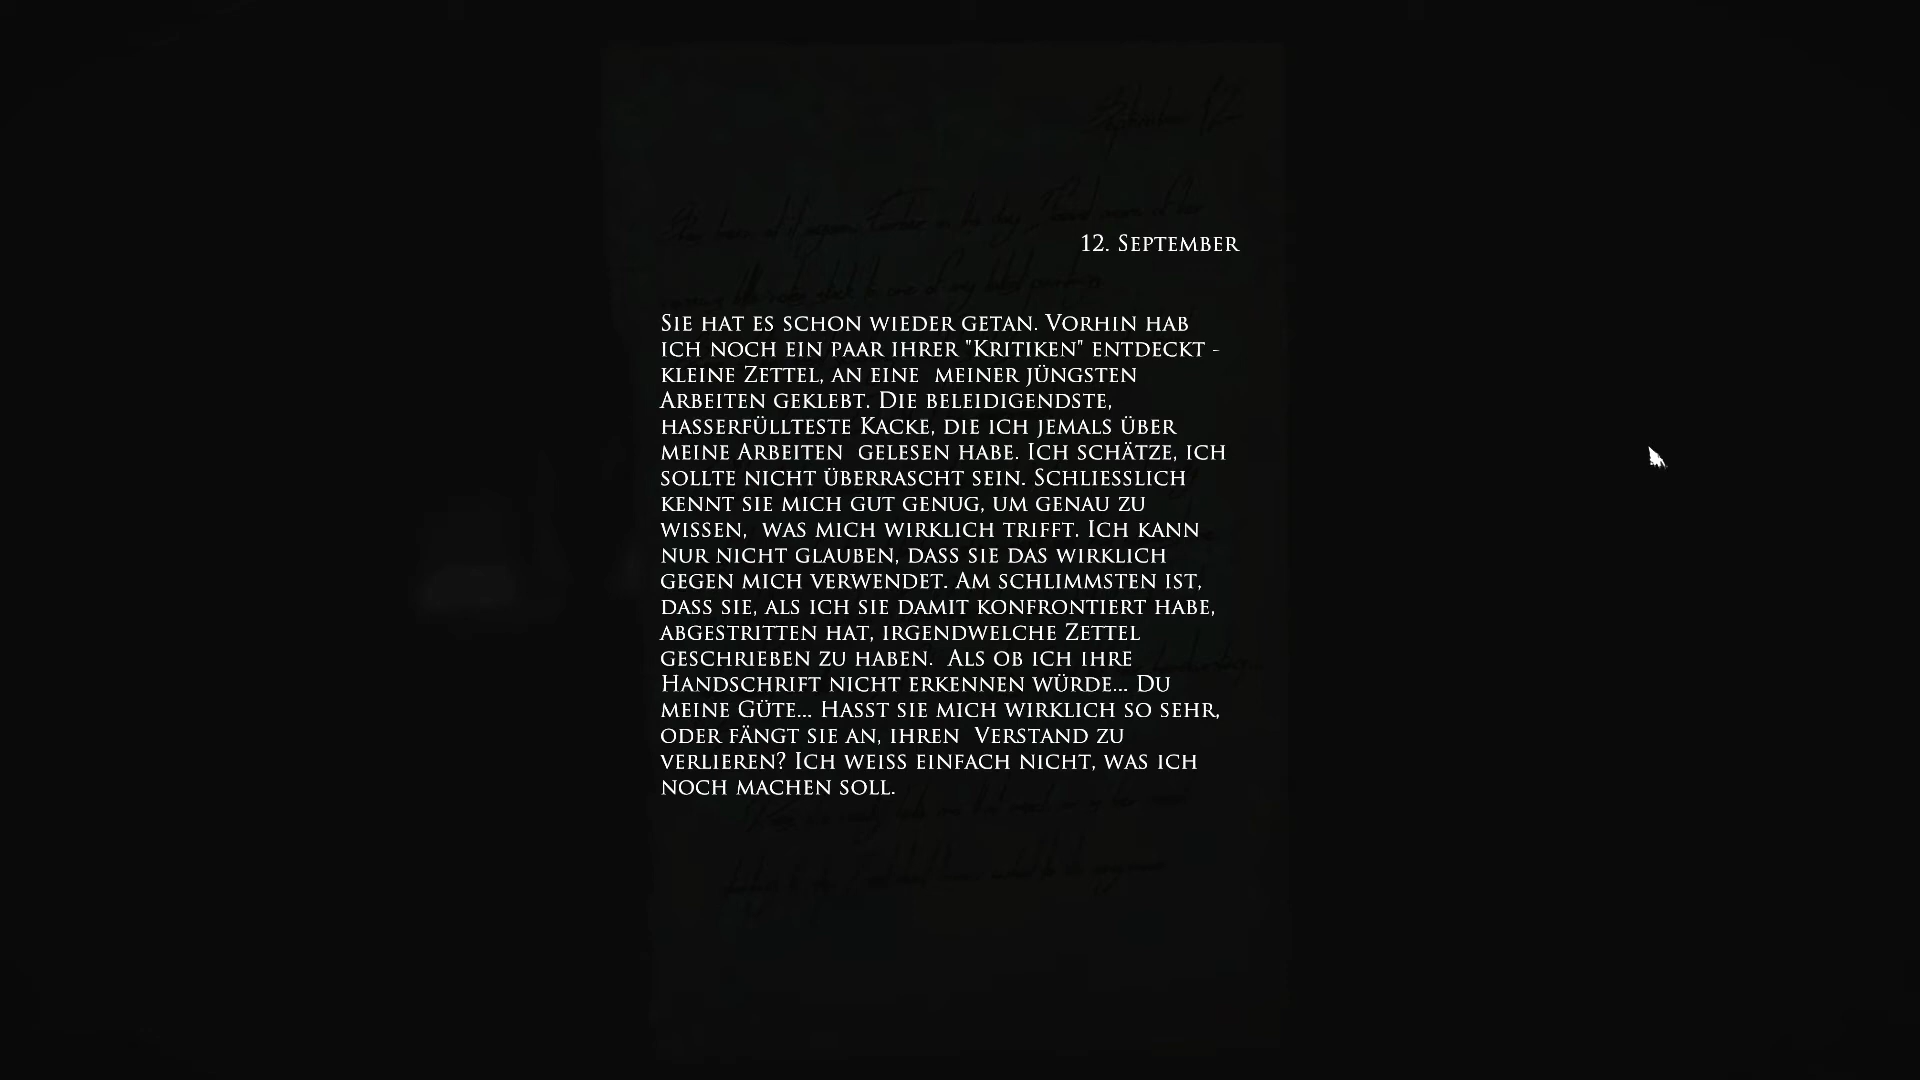 12. September
Sie hat es schon wieder getan. Vorhin hab
ich noch ein paar ihrer "Kritiken" entdeckt -
kleine Zettel, an eine  meiner jüngsten
Arbeiten geklebt. Die beleidigendste,
hasserfüllteste Kacke, die ich jemals über
meine Arbeiten  gelesen habe. Ich schätze, ich
sollte nicht überrascht sein. Schliesslich
kennt sie mich gut genug, um genau zu
wissen,  was mich wirklich trifft. Ich kann
nur nicht glauben, dass sie das wirklich
gegen mich verwendet. Am schlimmsten ist,
dass sie, als ich sie damit konfrontiert habe,
abgestritten hat, irgendwelche Zettel
geschrieben zu haben.  Als ob ich ihre
Handschrift nicht erkennen würde... Du
meine Güte... Hasst sie mich wirklich so sehr,
oder fängt sie an, ihren  Verstand zu
verlieren? Ich weiss einfach nicht, was ich
noch machen soll.